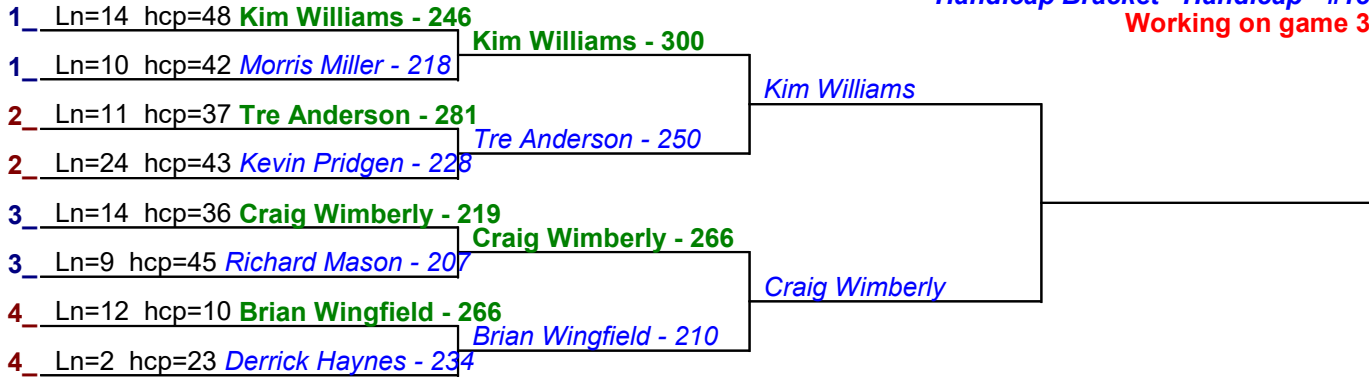 Handicap Bracket - Handicap - #10
Working on game 3
1_ Ln=14 hcp=48 Kim Williams - 246
Kim Williams - 300
1_ Ln=10 hcp=42 Morris Miller - 218
Kim Williams
2_ Ln=11 hcp=37 Tre Anderson - 281
Tre Anderson - 250
2_ Ln=24 hcp=43 Kevin Pridgen - 228
3_ Ln=14 hcp=36 Craig Wimberly - 219
Craig Wimberly - 266
3_ Ln=9 hcp=45 Richard Mason - 207
Craig Wimberly
4_ Ln=12 hcp=10 Brian Wingfield - 266
Brian Wingfield - 210
4_ Ln=2 hcp=23 Derrick Haynes - 234